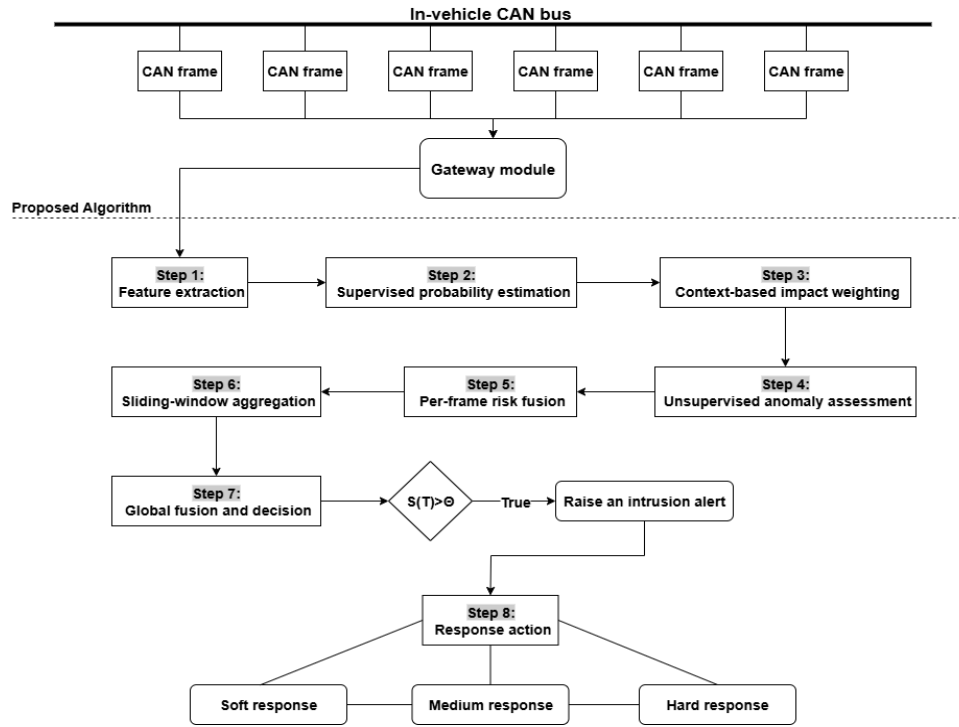 In-vehicle CAN bus
CAN frame
CAN frame
CAN frame
CAN frame
CAN frame
CAN frame
Gateway module
Proposed Algorithm
Step 1:
Feature extraction
Step 2:
Supervised probability estimation
Step 3:
Context-based impact weighting
Step 6:
Sliding-window aggregation
Step 5:
Per-frame risk fusion
Step 4:
Unsupervised anomaly assessment
Step 7:
Global fusion and decision
S(T)>Θ
True
Raise an intrusion alert
Step 8:
Response action
Soft response
Medium response
Hard response